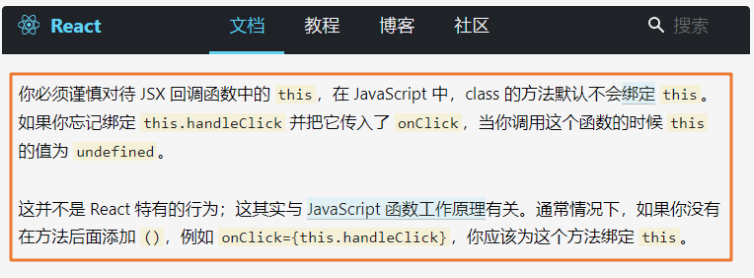 React 文档 教程 博客 社区 搜索
你必须谨慎对待 JSX 回调函数中的 this，在 JavaScript 中，class 的方法默认不会绑定 this。
如果你忘记绑定 this.handleClick 并把它传入了 onClick，当你调用这个函数的时候 this
的值为 undefined。
这并不是 React 特有的行为；这其实与 JavaScript 函数工作原理有关。通常情况下，如果你没有
在方法后面添加 ()，例如 onClick={this.handleClick}，你应该为这个方法绑定 this。